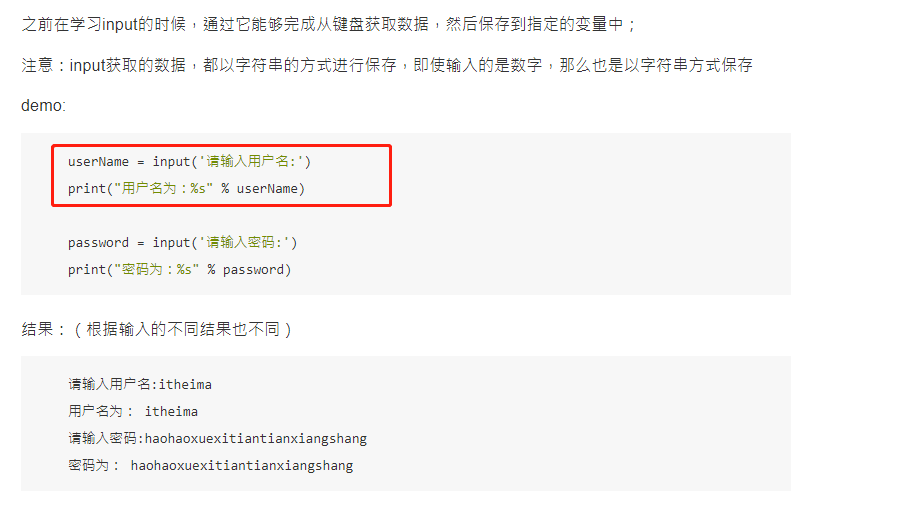 之前在学习input的时候，通过它能够完成从键盘获取数据，然后保存到指定的变量中；
注意：input获取的数据，都以字符串的方式进行保存，即使输入的是数字，那么也是以字符串方式保存
demo:
userName = input('请输入用户名:')
print("用户名为：%s" % userName)
password = input('请输入密码:')
print("密码为：%s" % password)
结果：（根据输入的不同结果也不同）
请输入用户名:itheima
用户名为： itheima
请输入密码:haohaoxuexitiantianxiangshang
密码为： haohaoxuexitiantianxiangshang